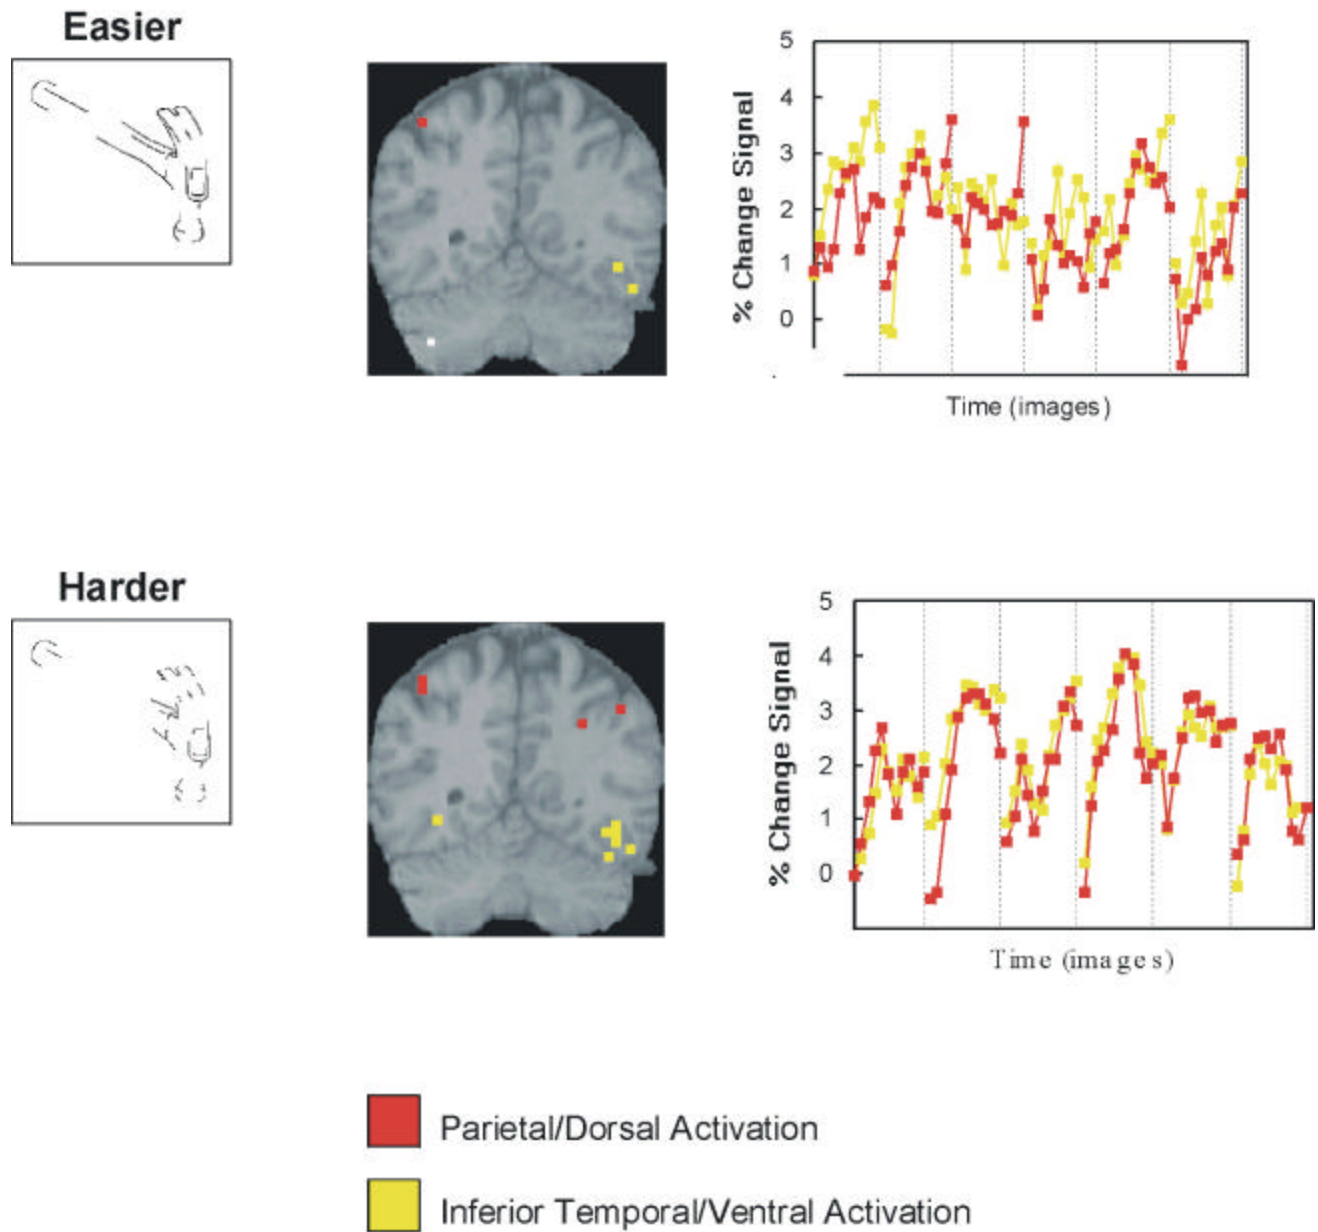 Easier
5
4
3
2
1
0
% Change Signal
Time (images)
Harder
5
4
3
2
1
0
% Change Signal
Time (images)
Parietal/Dorsal Activation
Inferior Temporal/Ventral Activation